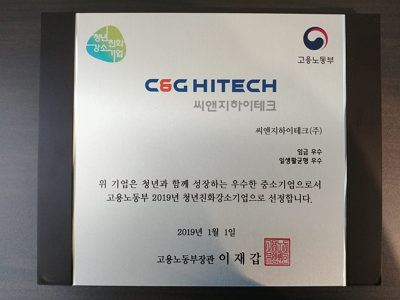 청년친화
강소기업
고용노동부
C&G HITECH
씨앤지하이테크
씨앤지하이테크(주)
임금 우수
일생활균형 우수
위 기업은 청년과 함께 성장하는 우수한 중소기업으로서
고용노동부 2019년 청년친화강소기업으로 선정합니다.
2019년 1월 1일
고용노동부장관 이재갑